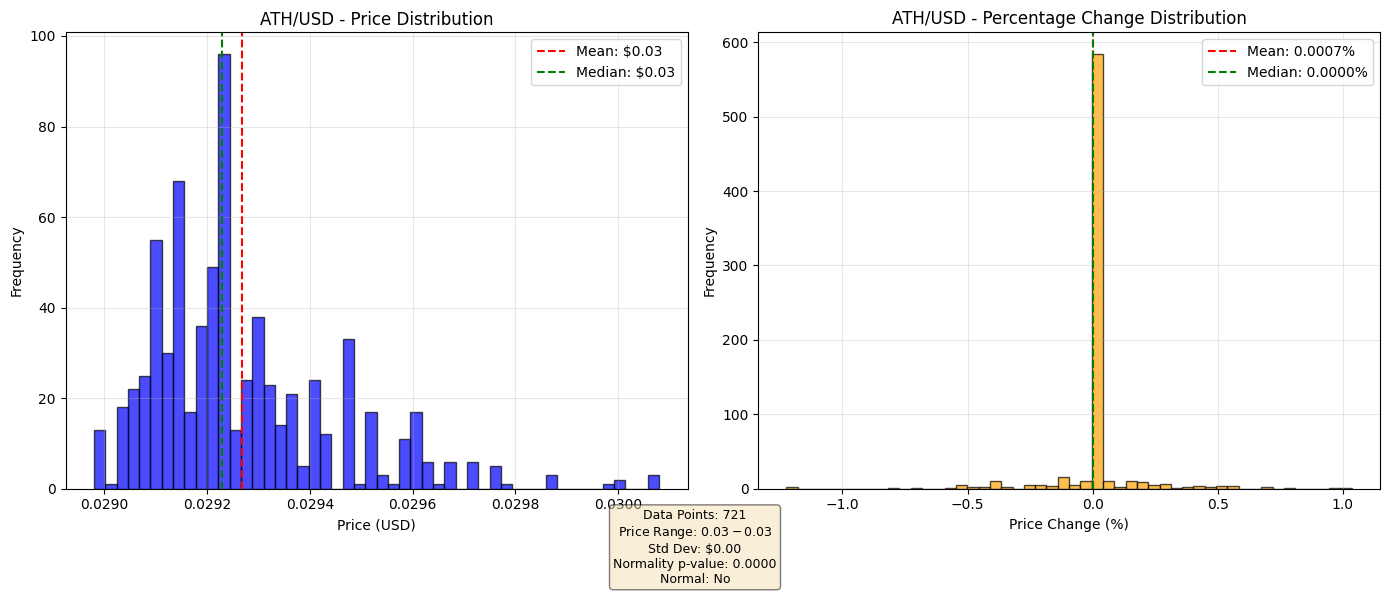 ATH/USD - Price Distribution
100
80
60
40
20
0
Frequency
0.0290
0.0292
0.0294
0.0296
0.0298
0.0300
Price (USD)
Mean: $0.03
Median: $0.03
ATH/USD - Percentage Change Distribution
600
500
400
300
200
100
0
Frequency
−1.0
−0.5
0.0
0.5
1.0
Price Change (%)
Mean: 0.0007%
Median: 0.0000%
Data Points: 721
Price Range: 0.03 − 0.03
Std Dev: $0.00
Normality p-value: 0.0000
Normal: No